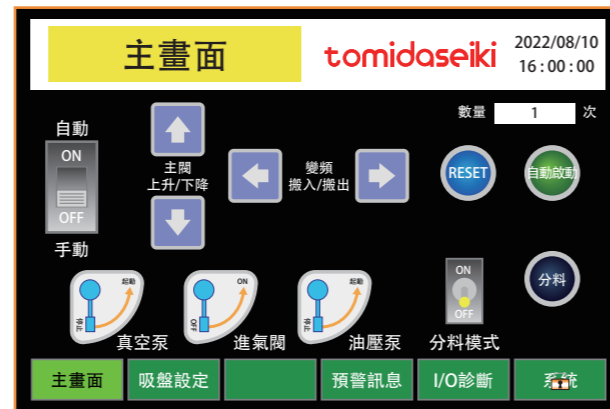 主畫面
tomidaseiki
2022/08/10
16:00:00
數量 1 次
自動
ON
OFF
手動
主閥
上升/下降
變頻
搬入/搬出
RESET
自動啟動
分料
起動
停止
真空泵
ON
OFF
進氣閥
起動
停止
油壓泵
ON
OFF
分料模式
主畫面
吸盤設定
預警訊息
I/O診斷
系統